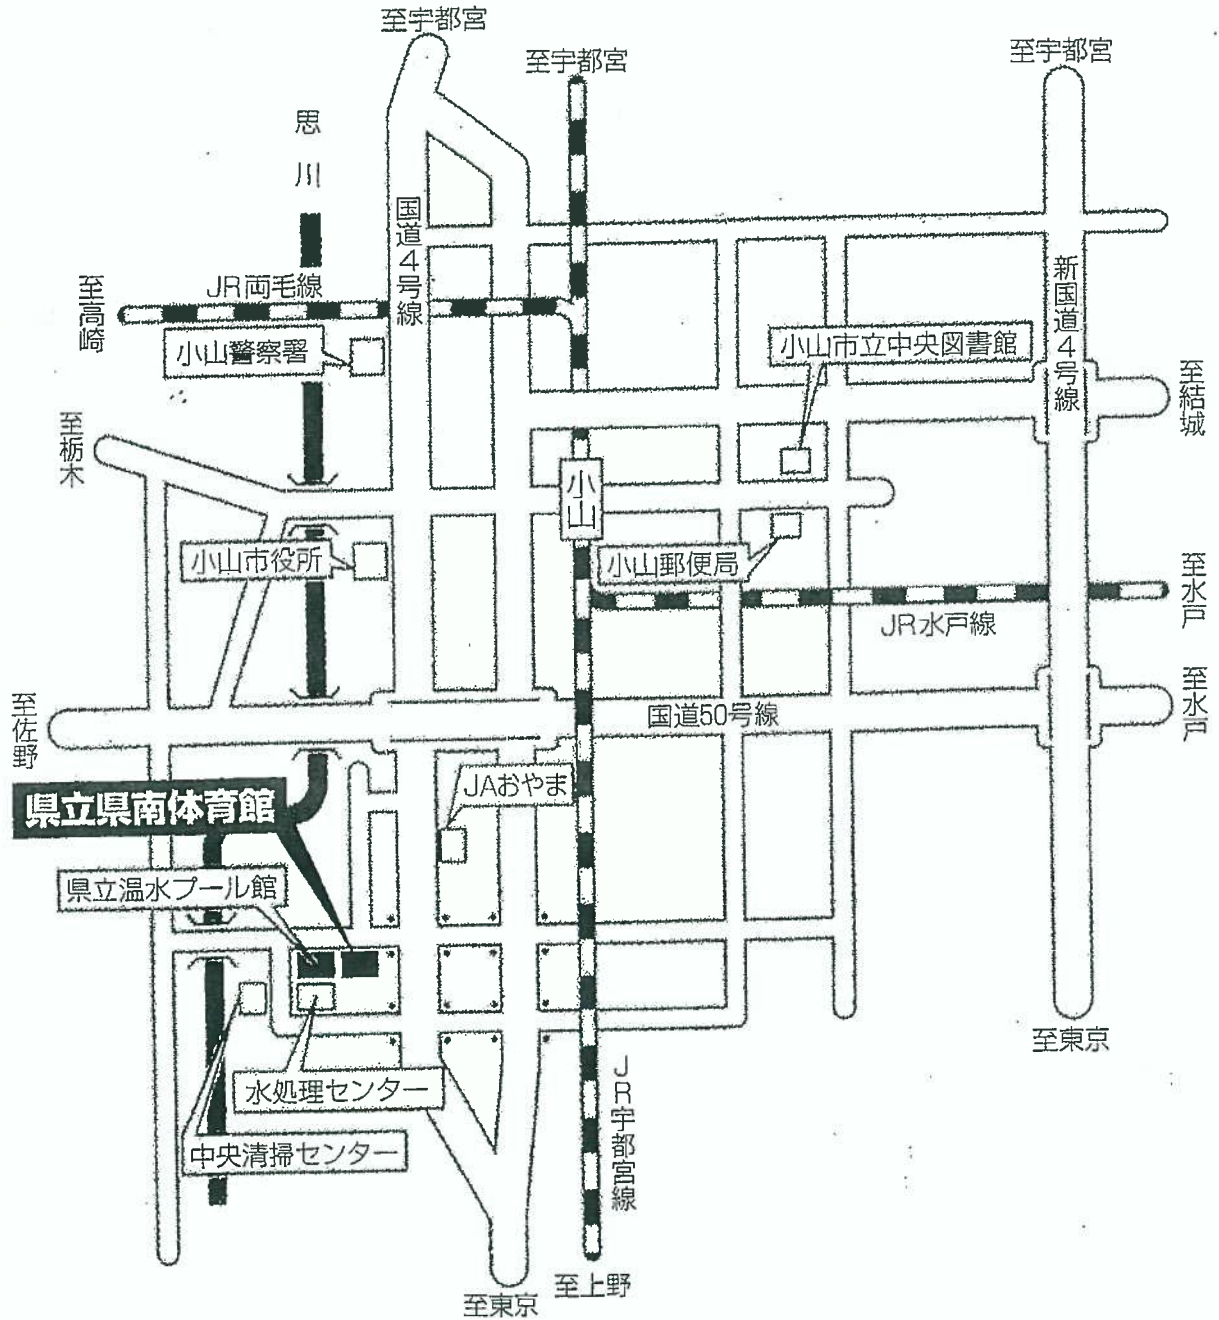 至宇都宮
至宇都宮
至宇都宮
思川
国道4号線
新国道4号線
JR両毛線
至高崎
小山警察署
小山市立中央図書館
至結城
至栃木
小山
小山市役所
小山郵便局
至水戸
JR水戸線
至佐野
国道50号線
至水戸
JAおやま
県立県南体育館
県立温水プール館
至東京
水処理センター
JR宇都宮線
中央清掃センター
至上野
至東京